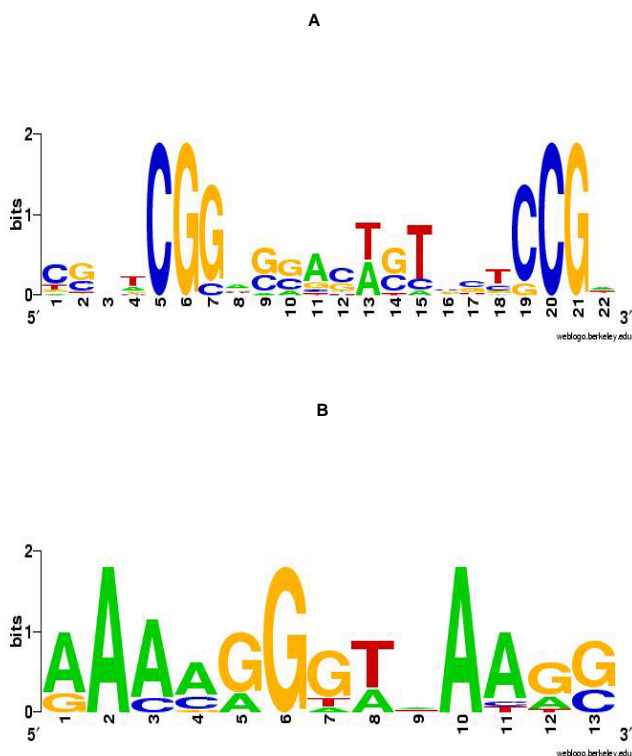 A
2
1
0
bits
C G T C G G A G G A C T G T C T C C G
1 2 3 4 5 6 7 8 9 10 11 12 13 14 15 16 17 18 19 20 21 22
5′ 3′
weblogo.berkeley.edu
B
2
1
0
bits
A A A A G G G T A A G G
1 2 3 4 5 6 7 8 9 10 11 12 13
5′ 3′
weblogo.berkeley.edu